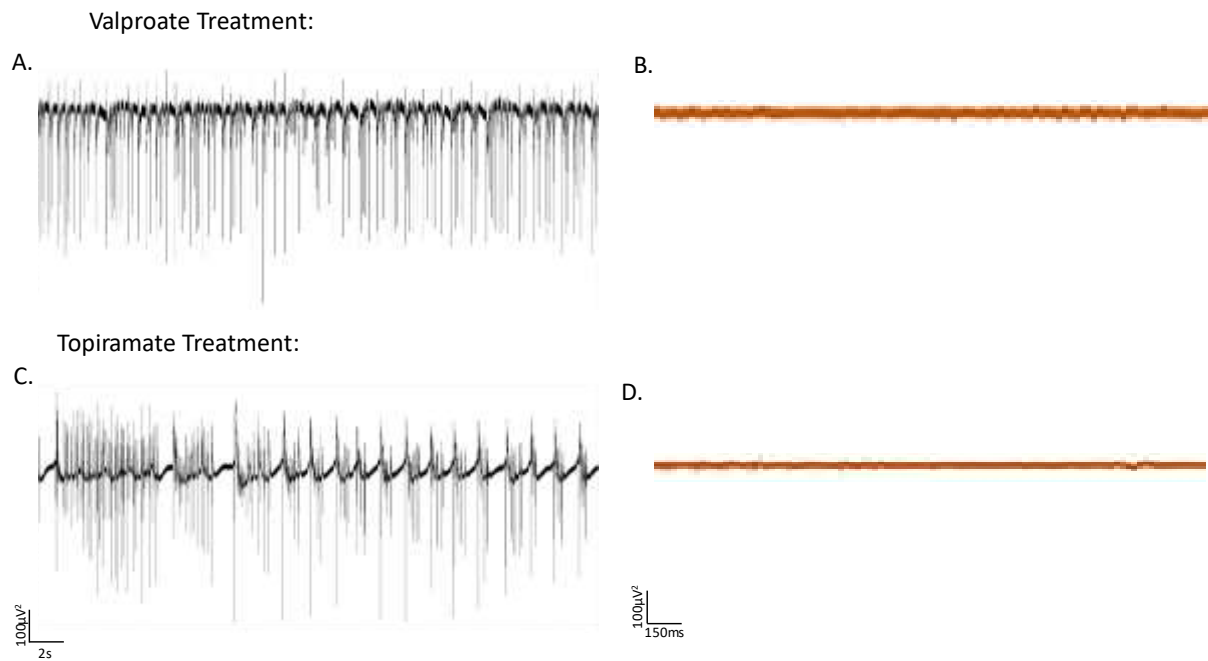 Valproate Treatment:
A.
B.
Topiramate Treatment:
C.
D.
100µV²
2s
100µV²
150ms